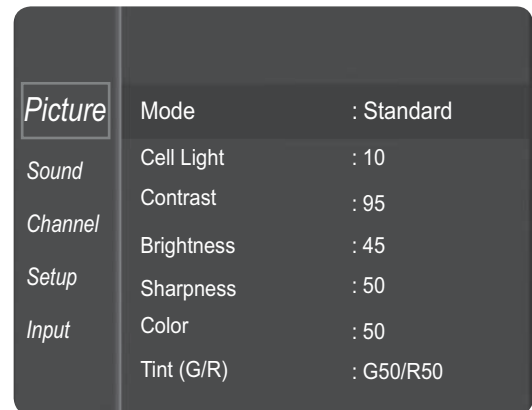 Picture
Sound
Channel
Setup
Input
Mode : Standard
Cell Light : 10
Contrast : 95
Brightness : 45
Sharpness : 50
Color : 50
Tint (G/R) : G50/R50